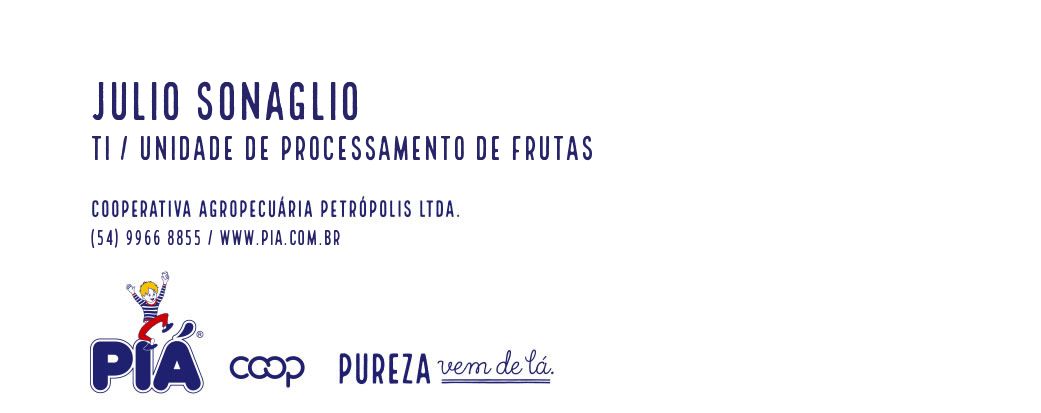 JULIO SONAGLIO
TI / UNIDADE DE PROCESSAMENTO DE FRUTAS
COOPERATIVA AGROPECUÁRIA PETRÓPOLIS LTDA.
(54) 9966 8855 / WWW.PIA.COM.BR
PIÁ®
coop
PUREZA vem de lá.